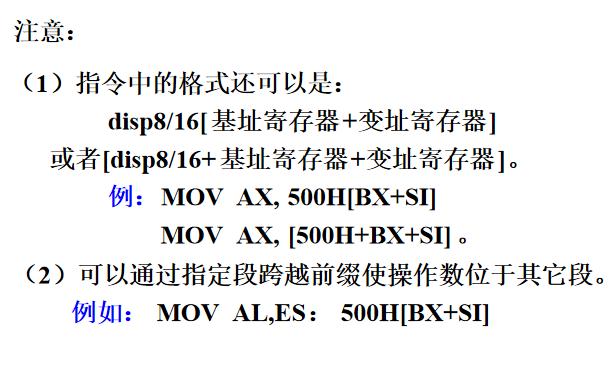 注意：
（1）指令中的格式还可以是：
disp8/16[基址寄存器+变址寄存器]
或者[disp8/16+基址寄存器+变址寄存器]。
例：MOV AX, 500H[BX+SI]
MOV AX, [500H+BX+SI] 。
（2）可以通过指定段跨越前缀使操作数位于其它段。
例如： MOV AL,ES： 500H[BX+SI]